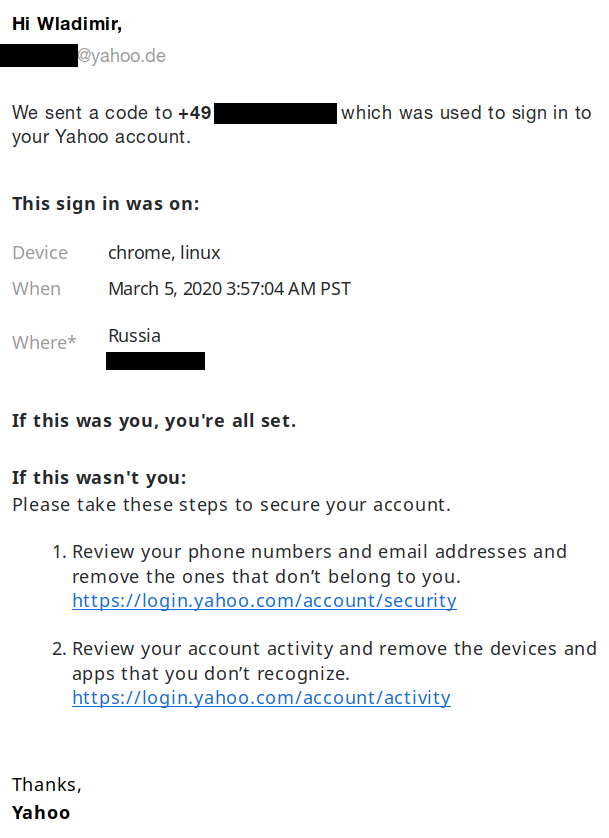 Hi Wladimir,
@yahoo.de
We sent a code to +49 which was used to sign in to
your Yahoo account.
This sign in was on:
Device chrome, linux
When March 5, 2020 3:57:04 AM PST
Where* Russia
If this was you, you're all set.
If this wasn't you:
Please take these steps to secure your account.
1. Review your phone numbers and email addresses and
remove the ones that don’t belong to you.
https://login.yahoo.com/account/security
2. Review your account activity and remove the devices and
apps that you don’t recognize.
https://login.yahoo.com/account/activity
Thanks,
Yahoo